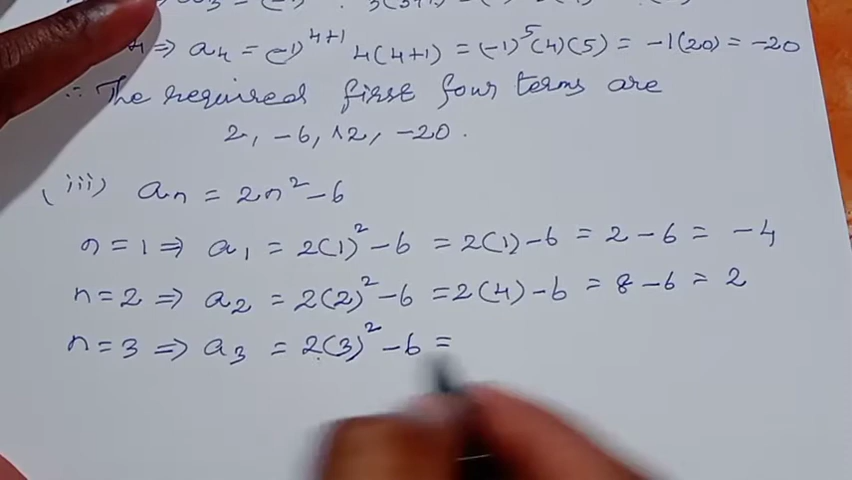 ⇒ a₄ = (-1)⁴⁺¹ 4(4+1) = (-1)⁵(4)(5) = -1(20) = -20
∴ The required first four terms are
2, -6, 12, -20.
(iii) aₙ = 2n² - 6
n = 1 ⇒ a₁ = 2(1)² - 6 = 2(1) - 6 = 2 - 6 = -4
n = 2 ⇒ a₂ = 2(2)² - 6 = 2(4) - 6 = 8 - 6 = 2
n = 3 ⇒ a₃ = 2(3)² - 6 =